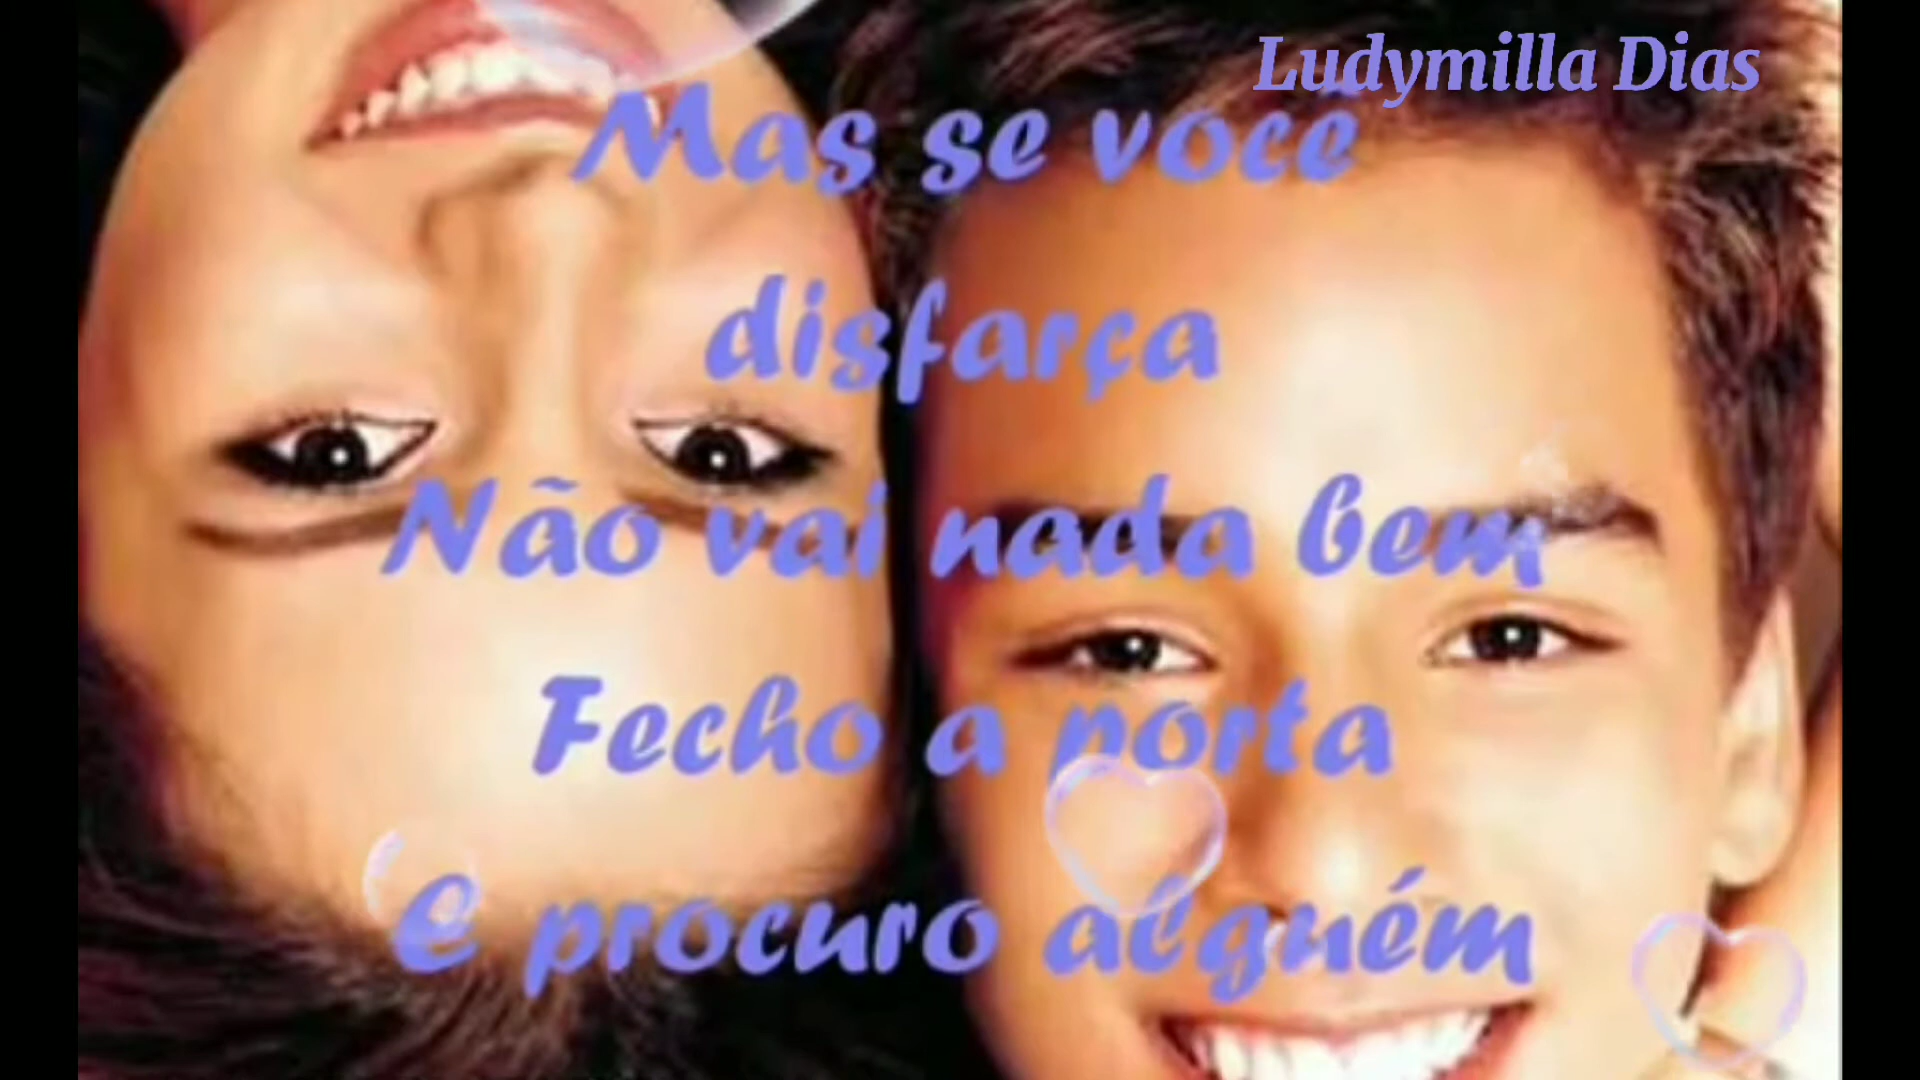 Ludymilla Dias
Mas se você
disfarça
Não vai nada bem
Fecho a porta
E procuro alguém